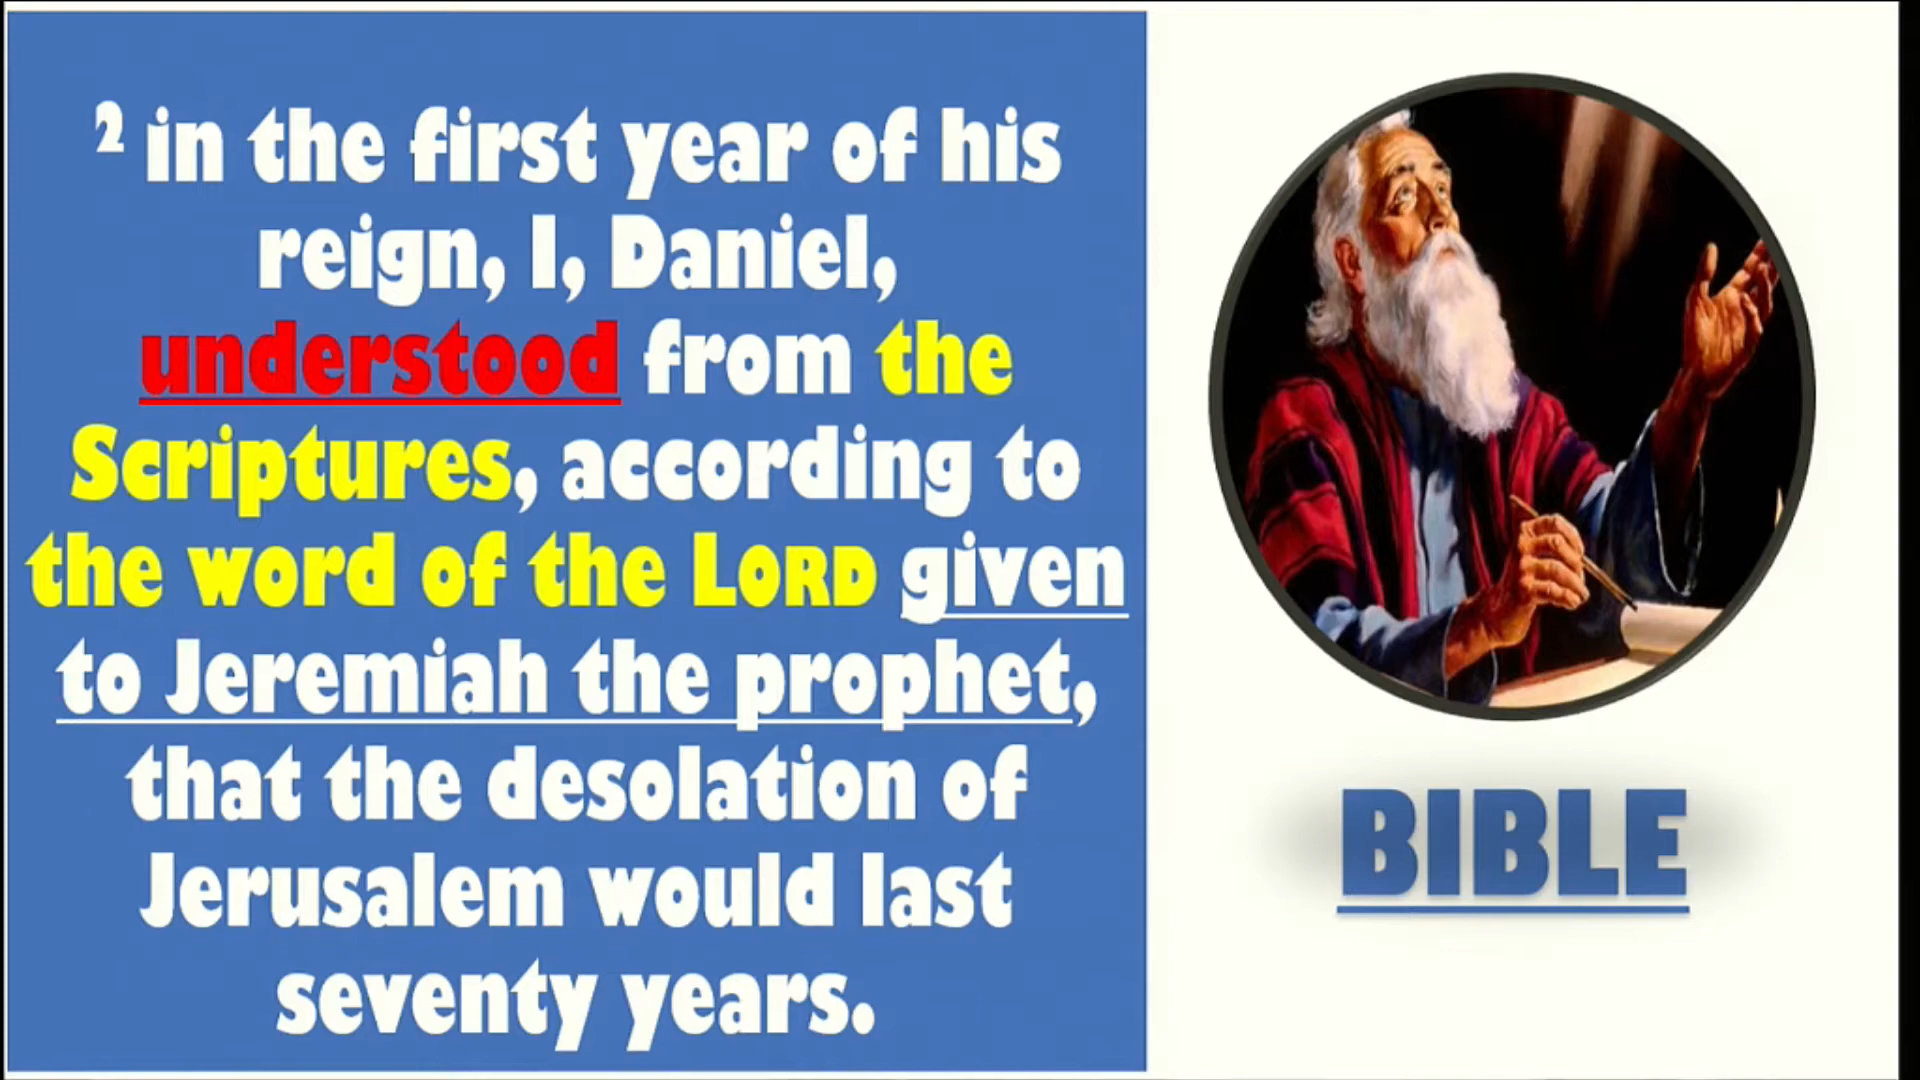 ² in the first year of his
reign, I, Daniel,
understood from the
Scriptures, according to
the word of the LORD given
to Jeremiah the prophet,
that the desolation of
Jerusalem would last
seventy years.
BIBLE